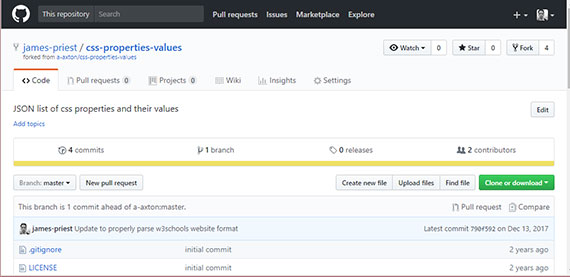 This repository Search Pull requests Issues Marketplace Explore
james-priest / css-properties-values
forked from a-axton/css-properties-values
Watch 0 Star 0 Fork 4
Code Pull requests 0 Projects 0 Wiki Insights Settings
JSON list of css properties and their values Edit
Add topics
4 commits 1 branch 0 releases 2 contributors
Branch: master New pull request Create new file Upload files Find file Clone or download
This branch is 1 commit ahead of a-axton:master. Pull request Compare
james-priest Update to properly parse w3schools website format Latest commit 790f592 on Dec 13, 2017
.gitignore initial commit 2 years ago
LICENSE initial commit 2 years ago